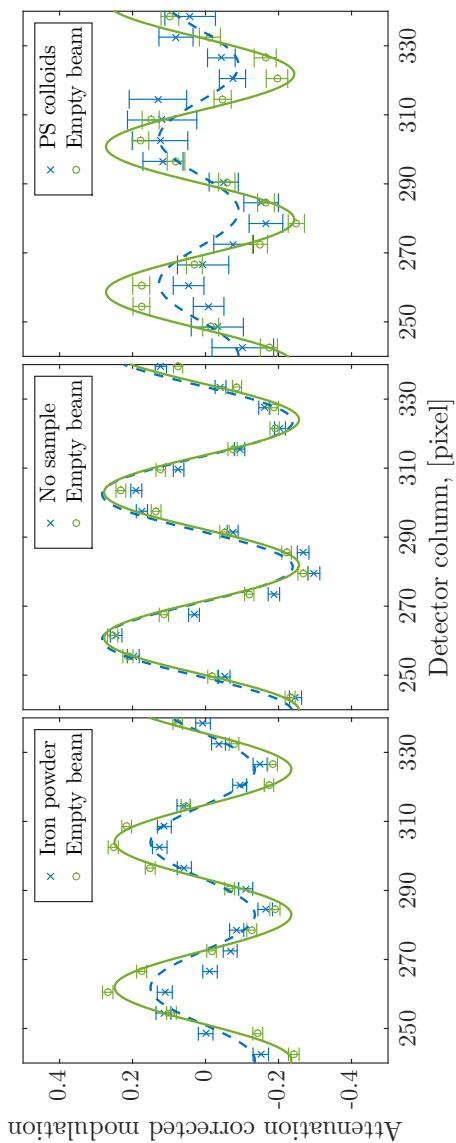 Attenuation corrected modulation
0.4
0.2
0
-0.2
-0.4
Iron powder
Empty beam
250 270 290 310 330
No sample
Empty beam
250 270 290 310 330
PS colloids
Empty beam
250 270 290 310 330
Detector column, [pixel]